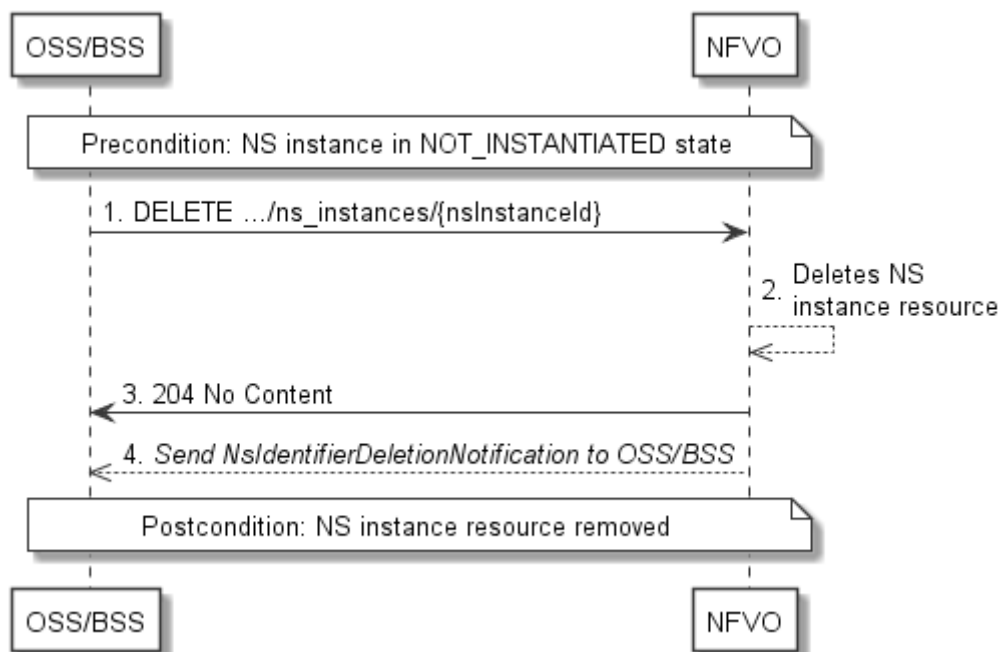 OSS/BSS
NFVO
Precondition: NS instance in NOT_INSTANTIATED state
1. DELETE .../ns_instances/{nsInstanceId}
2. Deletes NS
instance resource
3. 204 No Content
4. Send NsIdentifierDeletionNotification to OSS/BSS
Postcondition: NS instance resource removed
OSS/BSS
NFVO